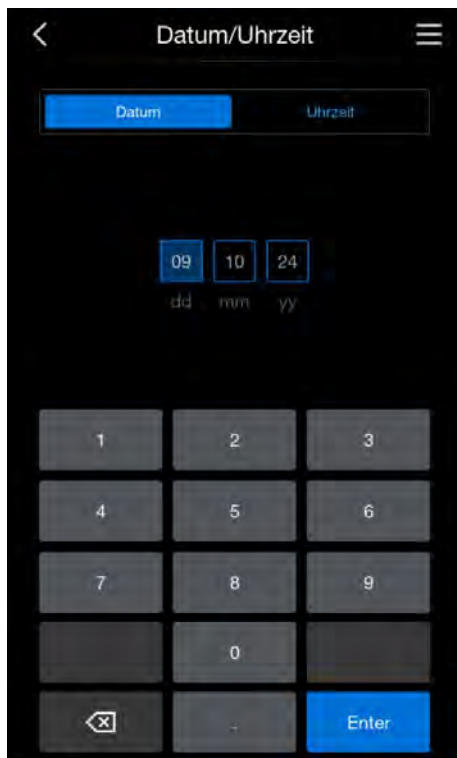 Datum/Uhrzeit
Datum Uhrzeit
09 10 24
dd mm yy
1 2 3
4 5 6
7 8 9
0
. Enter